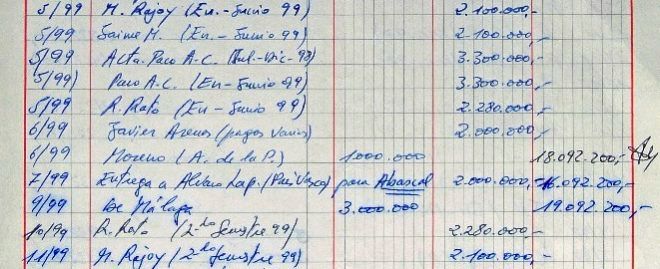 5/99 M. Rajoy (En.- Junio 99) 2.100.000,-
5/99 Jaime M. (En. - Junio 99) 2.100.000,-
5/99 Acta. Paco A-C. (Jul.-Dic-98) 3.300.000,-
5/99) Paco A-C. (En-Junio 99) 3.300.000,-
5/99 R. Rato (En - Junio 99) 2.280.000,-
6/99 Javier Arenas (pagos varios) 2.000.000,-
6/99 Moreno (A. de la P.) 1.000.000 18.092.200,-
7/99 Entrega a Alvaro Lap. (País Vasco) para Abascal 2.000.000,- 16.092.200,-
9/99 De Málaga 3.000.000 19.092.200,-
10/99 R. Rato (2º Semestre 99) 2.280.000,-
11/99 M. Rajoy (2º Semestre 99) 2.100.000,-